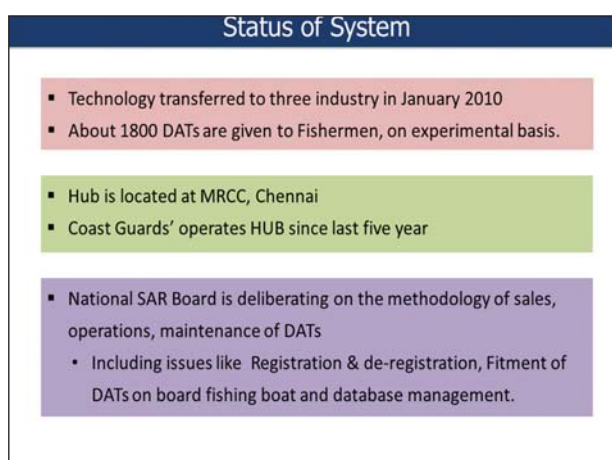 Status of System
▪ Technology transferred to three industry in January 2010
▪ About 1800 DATs are given to Fishermen, on experimental basis.
▪ Hub is located at MRCC, Chennai
▪ Coast Guards’ operates HUB since last five year
▪ National SAR Board is deliberating on the methodology of sales,
operations, maintenance of DATs
• Including issues like Registration & de-registration, Fitment of
DATs on board fishing boat and database management.